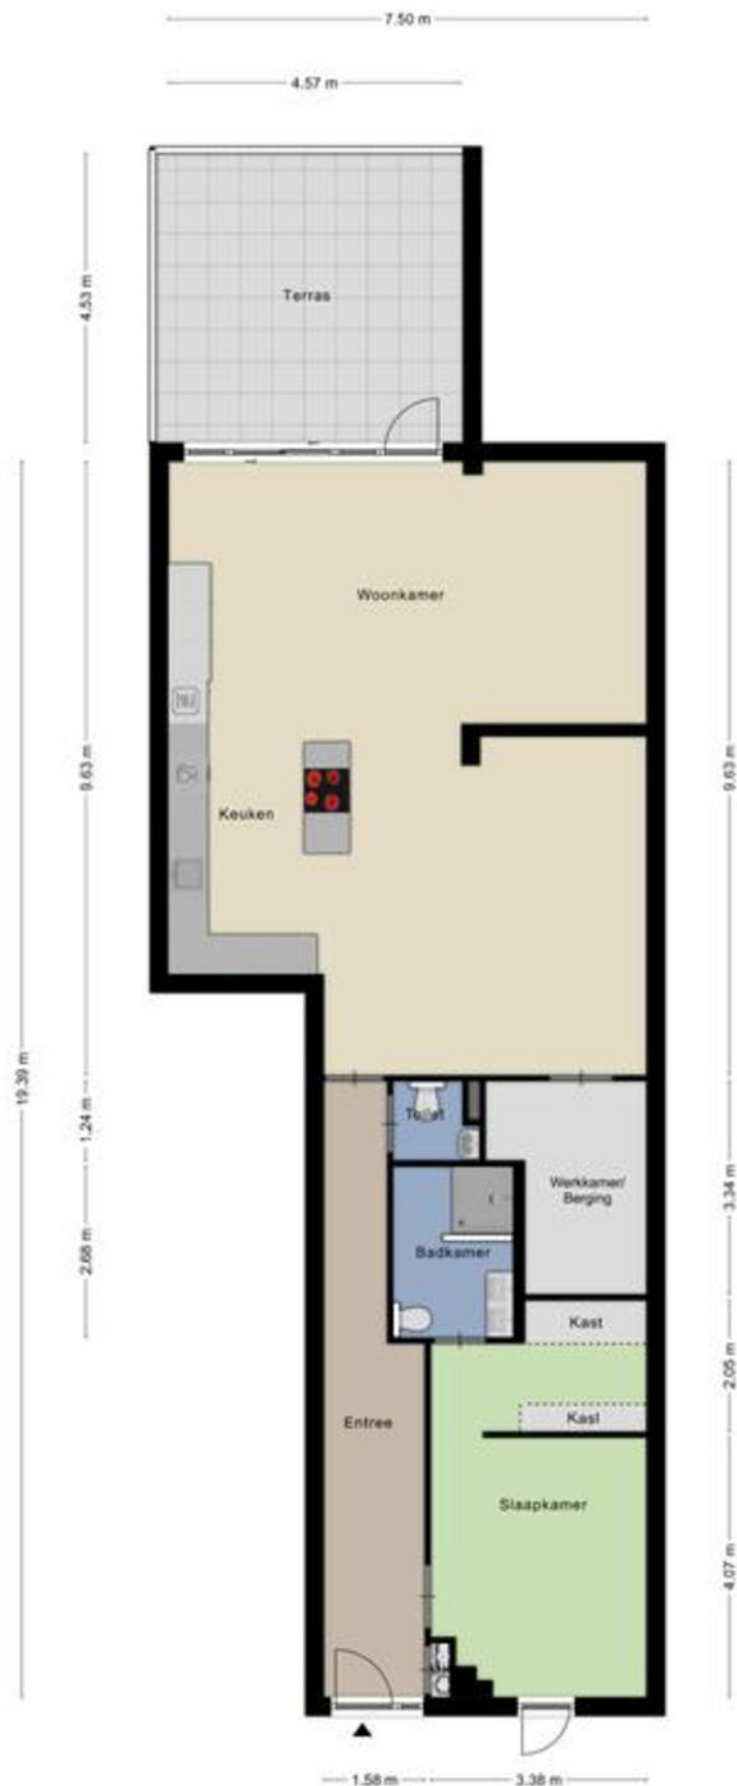 7.50 m
4.57 m
4.53 m
Terras
Woonkamer
9.63 m
9.63 m
Keuken
19.39 m
1.24 m
Toilet
3.34 m
Werkkamer/
Berging
2.68 m
Badkamer
Kast
2.05 m
Kast
Entree
Slaapkamer
4.07 m
1.58 m
3.38 m